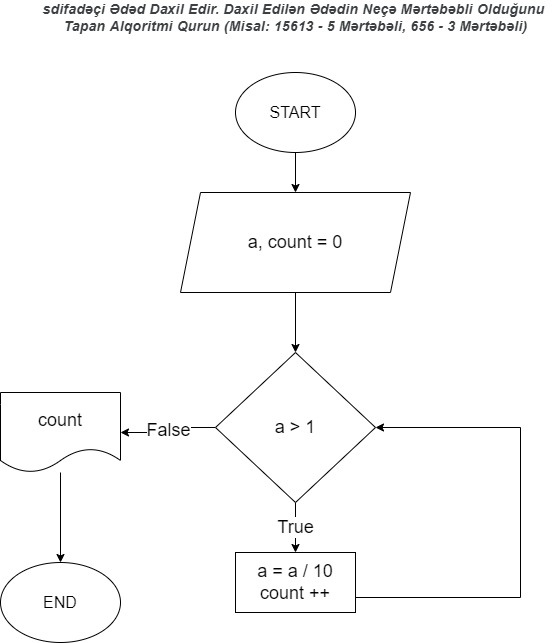 sdifadəçi Ədəd Daxil Edir. Daxil Edilən Ədədin Neçə Mərtəbəbli Olduğunu
Tapan Alqoritmi Qurun (Misal: 15613 - 5 Mərtəbəli, 656 - 3 Mərtəbəli)
START
a, count = 0
a > 1
False
count
True
a = a / 10
count ++
END